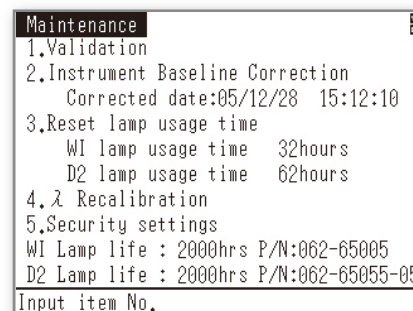 Maintenance
1.Validation
2.Instrument Baseline Correction
Corrected date:05/12/28 15:12:10
3.Reset lamp usage time
WI lamp usage time 32hours
D2 lamp usage time 62hours
4.λ Recalibration
5.Security settings
WI Lamp life : 2000hrs P/N:062-65005
D2 Lamp life : 2000hrs P/N:062-65055-05
Input item No.